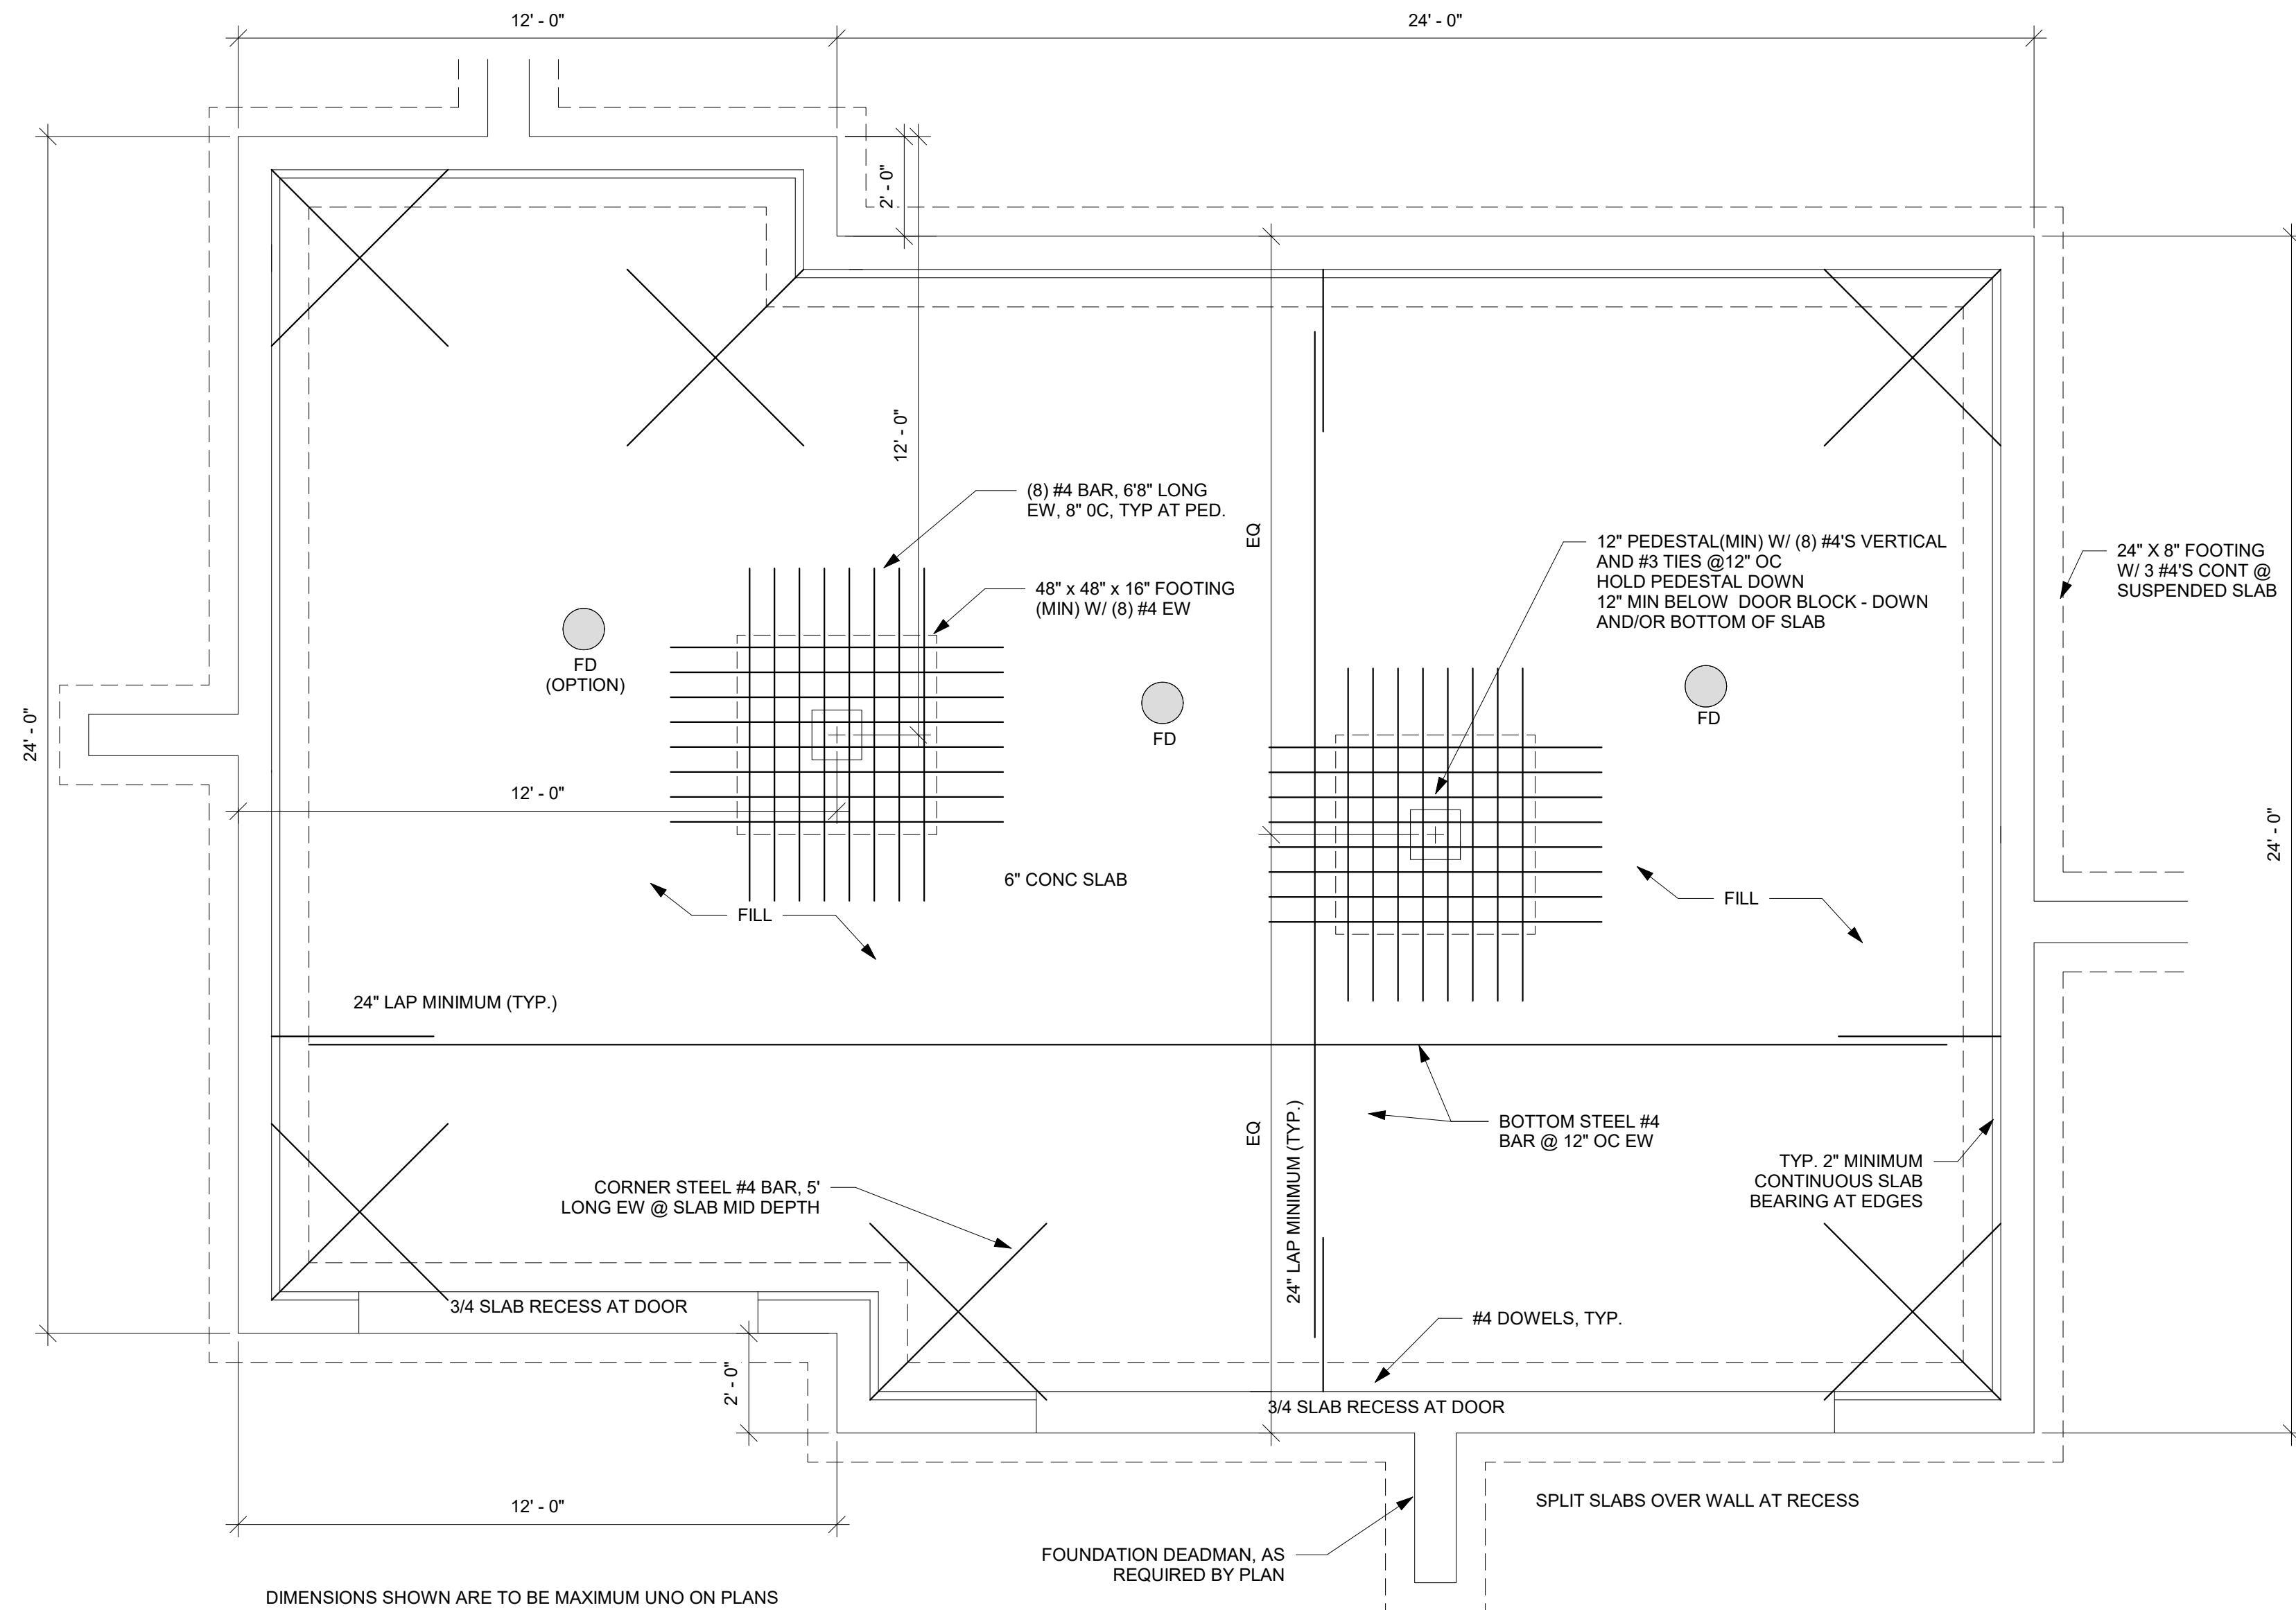 12' - 0"
24' - 0"
2' - 0"
12' - 0"
(8) #4 BAR, 6'8" LONG
EW, 8" 0C, TYP AT PED.
EQ
12" PEDESTAL(MIN) W/ (8) #4'S VERTICAL
AND #3 TIES @12" OC
HOLD PEDESTAL DOWN
12" MIN BELOW DOOR BLOCK - DOWN
AND/OR BOTTOM OF SLAB
24" X 8" FOOTING
W/ 3 #4'S CONT @
SUSPENDED SLAB
48" x 48" x 16" FOOTING
(MIN) W/ (8) #4 EW
FD
(OPTION)
FD
FD
24' - 0"
12' - 0"
24' - 0"
6" CONC SLAB
FILL
FILL
24" LAP MINIMUM (TYP.)
EQ
24" LAP MINIMUM (TYP.)
BOTTOM STEEL #4
BAR @ 12" OC EW
TYP. 2" MINIMUM
CONTINUOUS SLAB
BEARING AT EDGES
CORNER STEEL #4 BAR, 5'
LONG EW @ SLAB MID DEPTH
3/4 SLAB RECESS AT DOOR
#4 DOWELS, TYP.
2' - 0"
3/4 SLAB RECESS AT DOOR
12' - 0"
SPLIT SLABS OVER WALL AT RECESS
FOUNDATION DEADMAN, AS
REQUIRED BY PLAN
DIMENSIONS SHOWN ARE TO BE MAXIMUM UNO ON PLANS